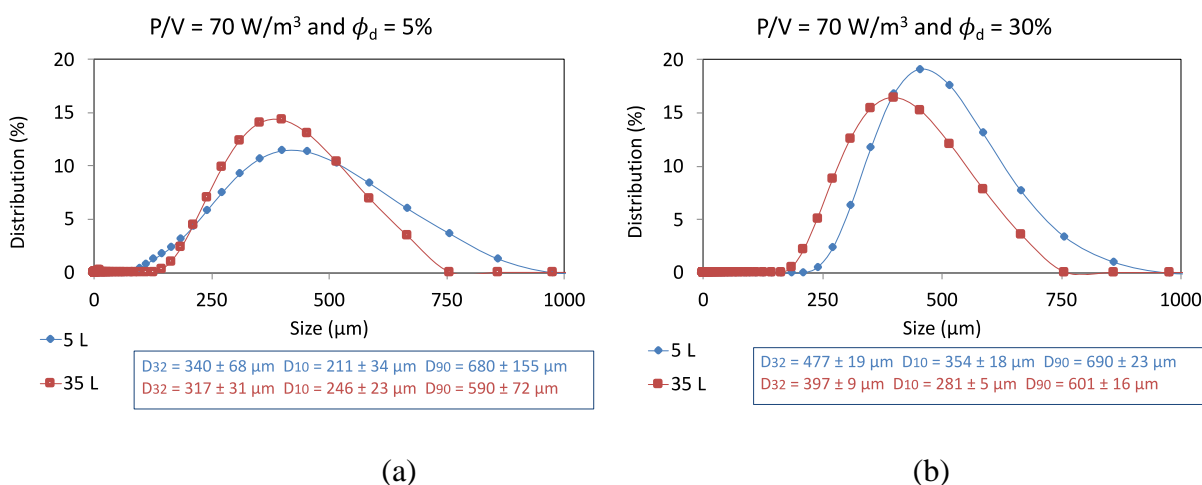 P/V = 70 W/m³ and ϕd = 5%
20
15
10
5
0
Distribution (%)
0 250 500 750 1000
Size (µm)
5 L
35 L
D32 = 340 ± 68 µm D10 = 211 ± 34 µm D90 = 680 ± 155 µm
D32 = 317 ± 31 µm D10 = 246 ± 23 µm D90 = 590 ± 72 µm
(a)
P/V = 70 W/m³ and ϕd = 30%
20
15
10
5
0
Distribution (%)
0 250 500 750 1000
Size (µm)
5 L
35 L
D32 = 477 ± 19 µm D10 = 354 ± 18 µm D90 = 690 ± 23 µm
D32 = 397 ± 9 µm D10 = 281 ± 5 µm D90 = 601 ± 16 µm
(b)